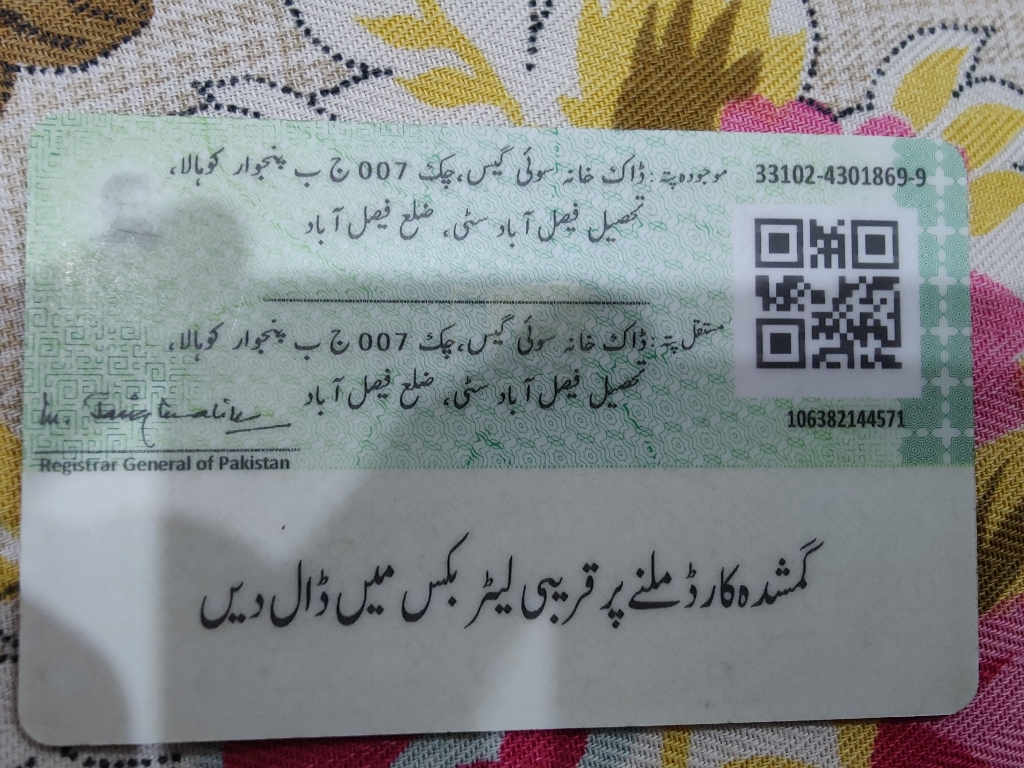 33102-4301869-9
موجودہ پتہ: ڈاک خانہ سوئی گیس، چک 007 ج ب پنجوار کوہالا،
تحصیل فیصل آباد سٹی، ضلع فیصل آباد
مستقل پتہ: ڈاک خانہ سوئی گیس، چک 007 ج ب پنجوار کوہالا،
تحصیل فیصل آباد سٹی، ضلع فیصل آباد
106382144571
Registrar General of Pakistan
گمشدہ کارڈ ملنے پر قریبی لیٹر بکس میں ڈال دیں